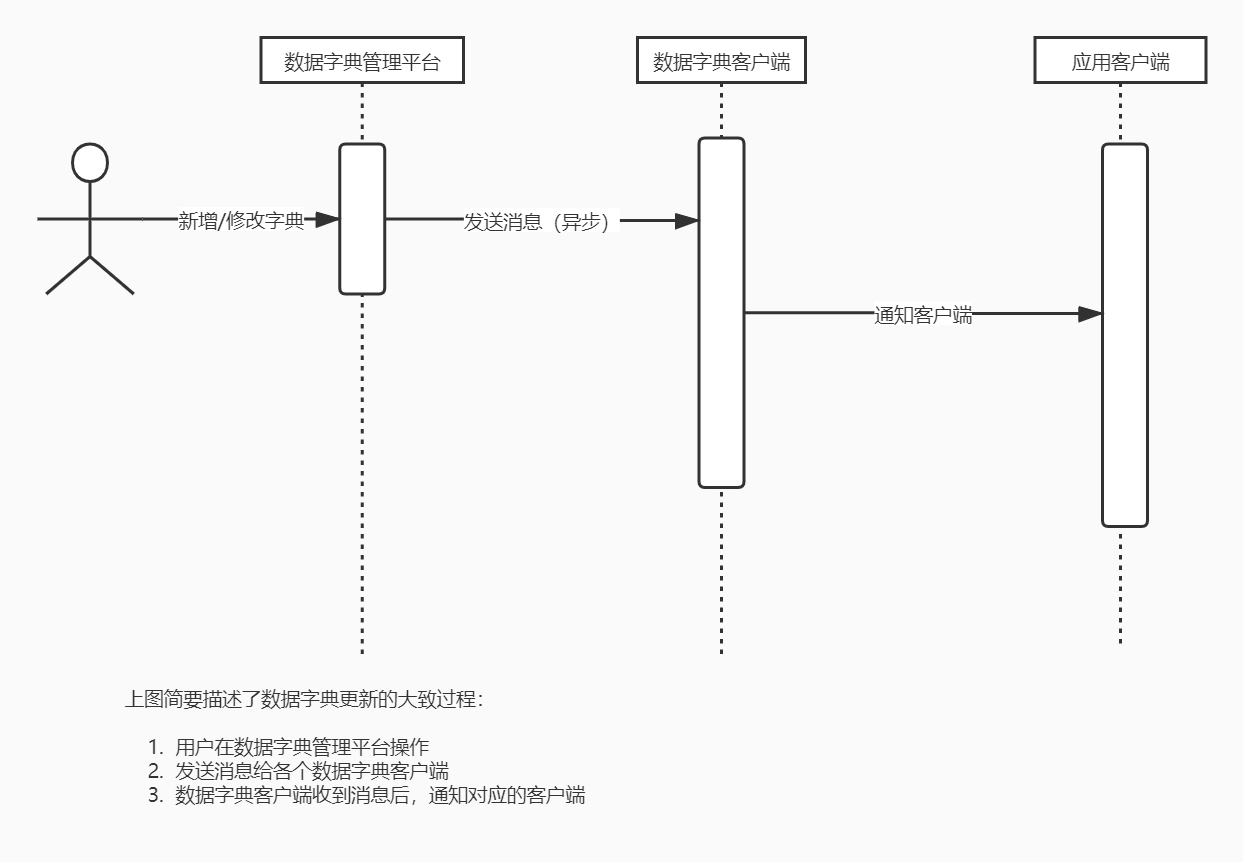 数据字典管理平台
数据字典客户端
应用客户端
新增/修改字典
发送消息（异步）
通知客户端
上图简要描述了数据字典更新的大致过程：
1. 用户在数据字典管理平台操作
2. 发送消息给各个数据字典客户端
3. 数据字典客户端收到消息后，通知对应的客户端